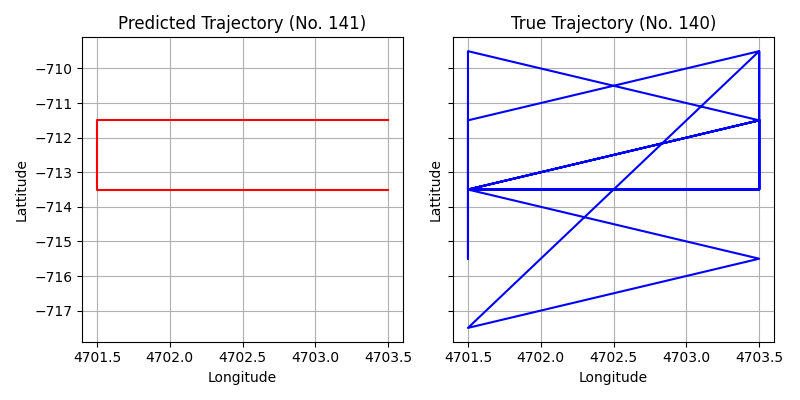 Predicted Trajectory (No. 141)
True Trajectory (No. 140)
Lattitude
−710
−711
−712
−713
−714
−715
−716
−717
4701.5 4702.0 4702.5 4703.0 4703.5
Longitude
Lattitude
4701.5 4702.0 4702.5 4703.0 4703.5
Longitude